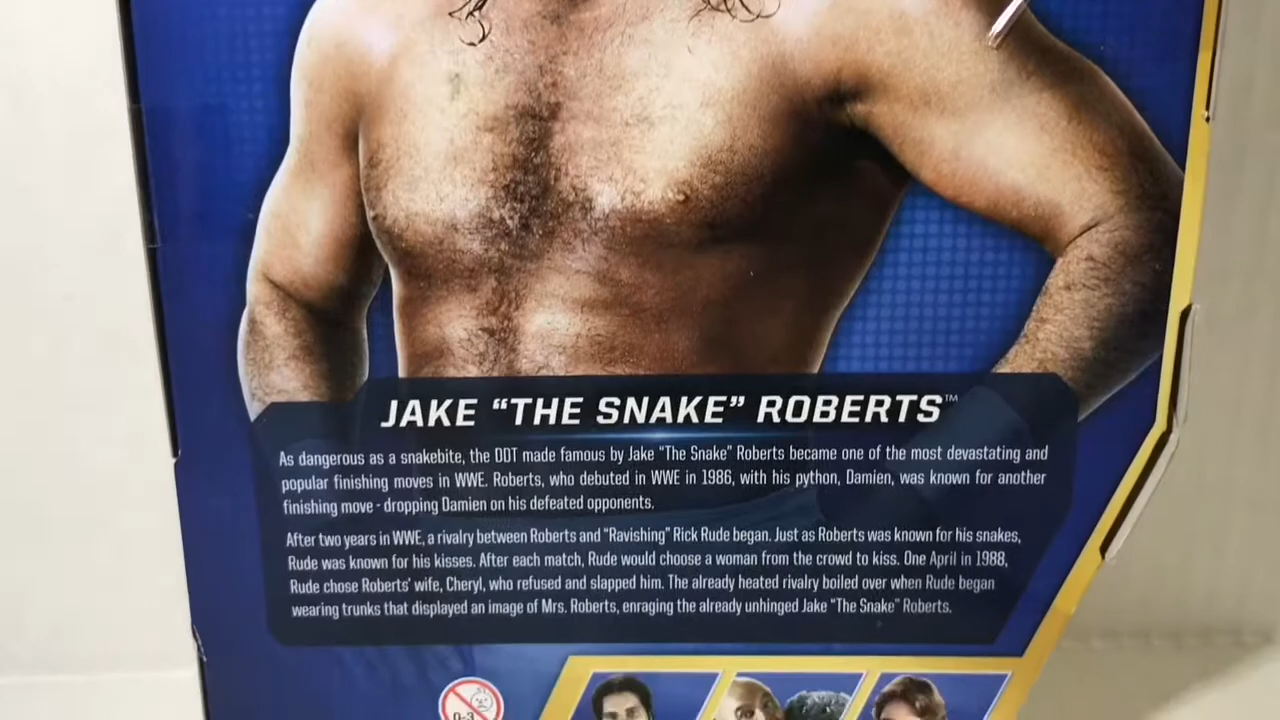 JAKE “THE SNAKE” ROBERTS™
As dangerous as a snakebite, the DDT made famous by Jake “The Snake” Roberts became one of the most devastating and
popular finishing moves in WWE. Roberts, who debuted in WWE in 1986, with his python, Damien, was known for another
finishing move - dropping Damien on his defeated opponents.
After two years in WWE, a rivalry between Roberts and “Ravishing” Rick Rude began. Just as Roberts was known for his snakes,
Rude was known for his kisses. After each match, Rude would choose a woman from the crowd to kiss. One April in 1988,
Rude chose Roberts’ wife, Cheryl, who refused and slapped him. The already heated rivalry boiled over when Rude began
wearing trunks that displayed an image of Mrs. Roberts, enraging the already unhinged Jake “The Snake” Roberts.
0-3